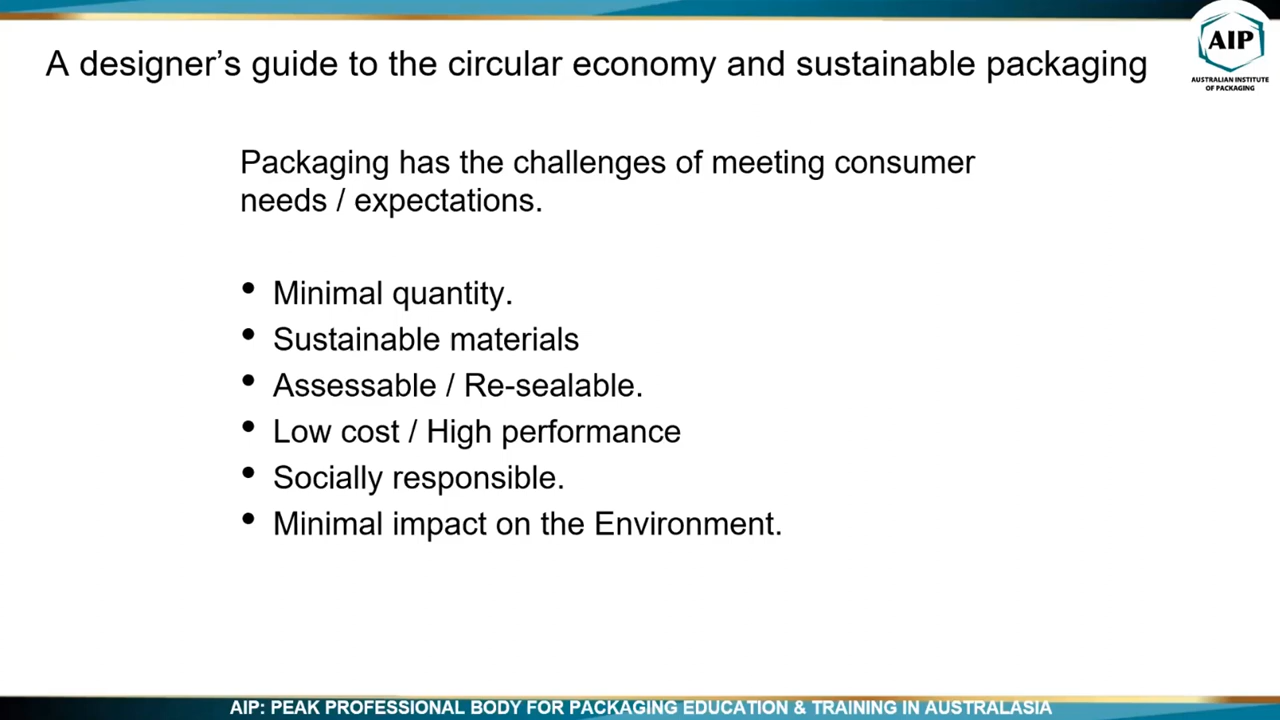 A designer’s guide to the circular economy and sustainable packaging
AIP
AUSTRALIAN INSTITUTE
OF PACKAGING
Packaging has the challenges of meeting consumer
needs / expectations.
• Minimal quantity.
• Sustainable materials
• Assessable / Re-sealable.
• Low cost / High performance
• Socially responsible.
• Minimal impact on the Environment.
AIP: PEAK PROFESSIONAL BODY FOR PACKAGING EDUCATION & TRAINING IN AUSTRALASIA